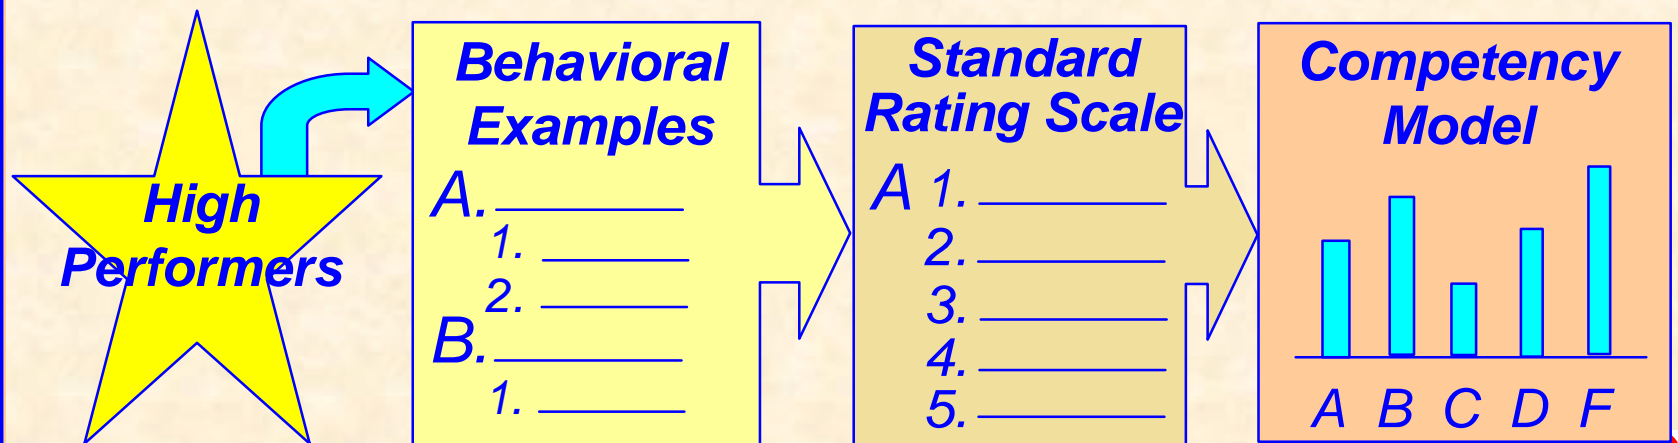 High
Performers
Behavioral
Examples
A.
1.
2.
B.
1.
Standard
Rating Scale
A 1.
2.
3.
4.
5.
Competency
Model
A B C D F